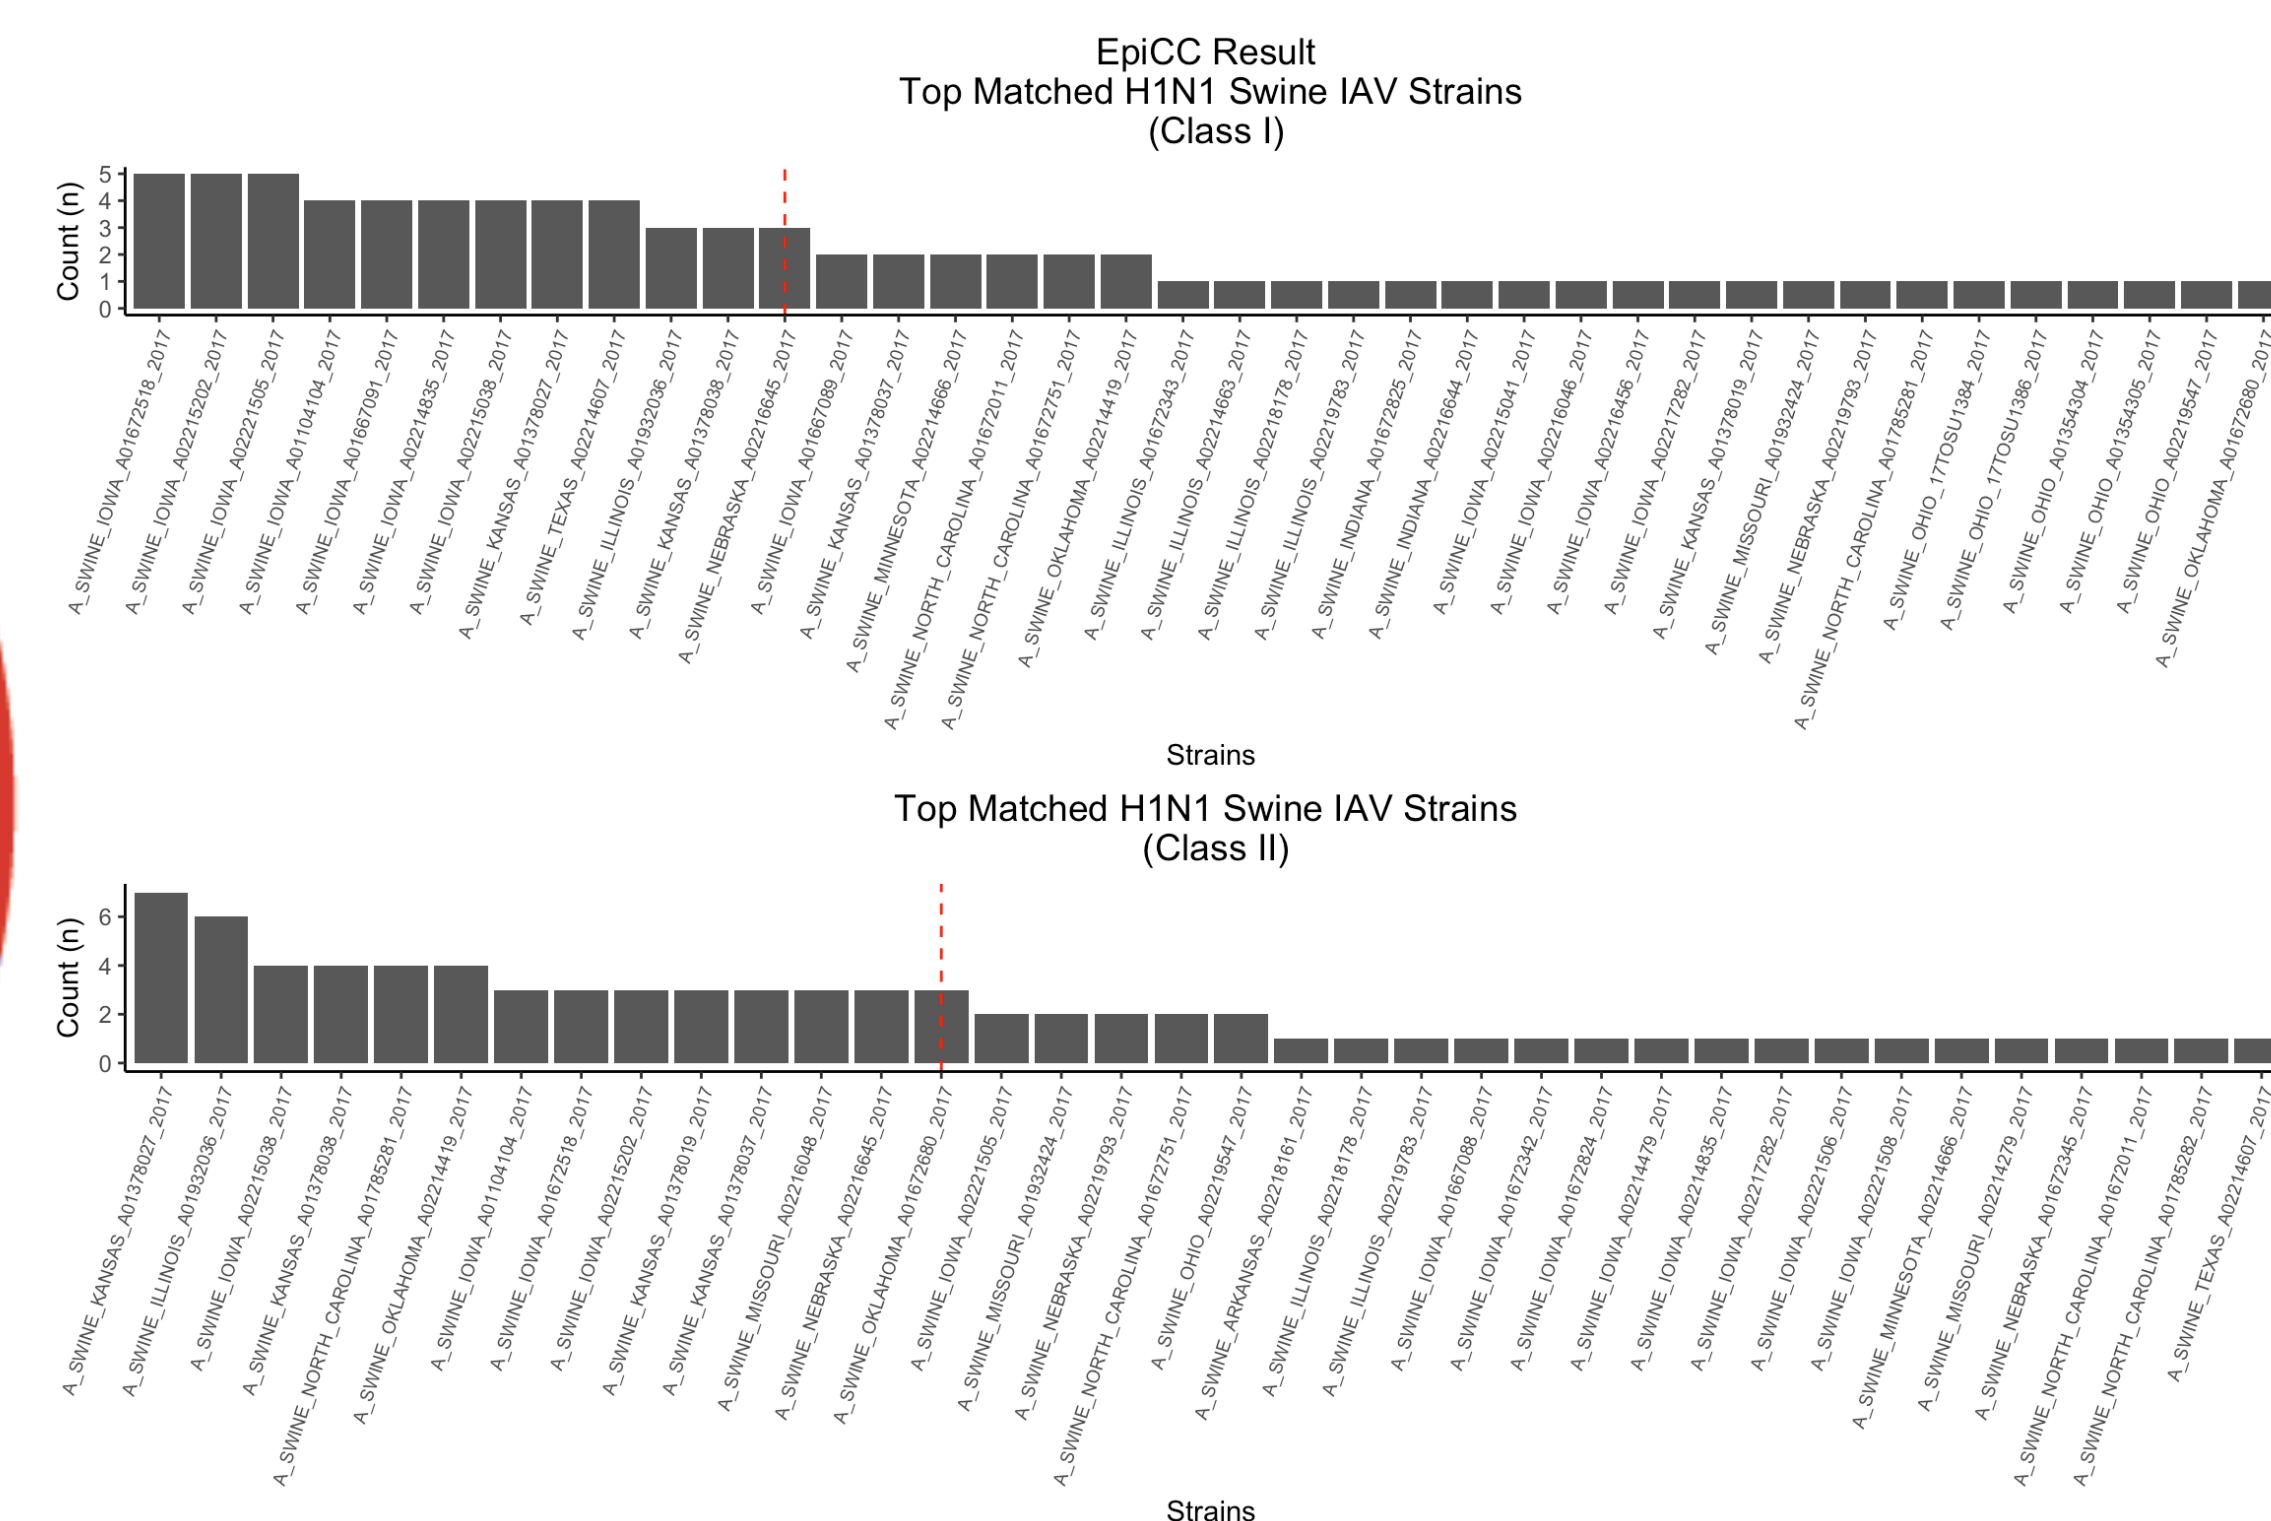 EpiCC Result
Top Matched H1N1 Swine IAV Strains
(Class I)
Count (n)
5
4
3
2
1
0
A_SWINE_IOWA_A01672518_2017
A_SWINE_IOWA_A02215202_2017
A_SWINE_IOWA_A02221505_2017
A_SWINE_IOWA_A01104104_2017
A_SWINE_IOWA_A01667091_2017
A_SWINE_IOWA_A02214835_2017
A_SWINE_IOWA_A02215038_2017
A_SWINE_KANSAS_A01378027_2017
A_SWINE_TEXAS_A02214607_2017
A_SWINE_ILLINOIS_A01932036_2017
A_SWINE_KANSAS_A01378038_2017
A_SWINE_NEBRASKA_A02216645_2017
A_SWINE_IOWA_A01667089_2017
A_SWINE_KANSAS_A01378037_2017
A_SWINE_MINNESOTA_A02214666_2017
A_SWINE_NORTH_CAROLINA_A01672011_2017
A_SWINE_NORTH_CAROLINA_A01672751_2017
A_SWINE_OKLAHOMA_A02214419_2017
A_SWINE_ILLINOIS_A01672343_2017
A_SWINE_ILLINOIS_A02214663_2017
A_SWINE_ILLINOIS_A02218178_2017
A_SWINE_ILLINOIS_A02219783_2017
A_SWINE_INDIANA_A01672825_2017
A_SWINE_INDIANA_A02216644_2017
A_SWINE_IOWA_A02215041_2017
A_SWINE_IOWA_A02216046_2017
A_SWINE_IOWA_A02216456_2017
A_SWINE_IOWA_A02217282_2017
A_SWINE_KANSAS_A01378019_2017
A_SWINE_MISSOURI_A01932424_2017
A_SWINE_NEBRASKA_A02219793_2017
A_SWINE_NORTH_CAROLINA_A01785281_2017
A_SWINE_OHIO_17TOSU1384_2017
A_SWINE_OHIO_17TOSU1386_2017
A_SWINE_OHIO_A01354304_2017
A_SWINE_OHIO_A01354305_2017
A_SWINE_OHIO_A02219547_2017
A_SWINE_OKLAHOMA_A01672680_2017
Strains
Top Matched H1N1 Swine IAV Strains
(Class II)
Count (n)
6
4
2
0
A_SWINE_KANSAS_A01378027_2017
A_SWINE_ILLINOIS_A01932036_2017
A_SWINE_IOWA_A02215038_2017
A_SWINE_KANSAS_A01378038_2017
A_SWINE_NORTH_CAROLINA_A01785281_2017
A_SWINE_OKLAHOMA_A02214419_2017
A_SWINE_IOWA_A01104104_2017
A_SWINE_IOWA_A01672518_2017
A_SWINE_IOWA_A02215202_2017
A_SWINE_KANSAS_A01378019_2017
A_SWINE_KANSAS_A01378037_2017
A_SWINE_MISSOURI_A02216048_2017
A_SWINE_NEBRASKA_A02216645_2017
A_SWINE_OKLAHOMA_A01672680_2017
A_SWINE_IOWA_A02221505_2017
A_SWINE_MISSOURI_A01932424_2017
A_SWINE_NEBRASKA_A02219793_2017
A_SWINE_NORTH_CAROLINA_A01672751_2017
A_SWINE_OHIO_A02219547_2017
A_SWINE_ARKANSAS_A02218161_2017
A_SWINE_ILLINOIS_A02218178_2017
A_SWINE_ILLINOIS_A02219783_2017
A_SWINE_IOWA_A01667088_2017
A_SWINE_IOWA_A01672342_2017
A_SWINE_IOWA_A01672824_2017
A_SWINE_IOWA_A02214479_2017
A_SWINE_IOWA_A02214835_2017
A_SWINE_IOWA_A02217282_2017
A_SWINE_IOWA_A02221506_2017
A_SWINE_IOWA_A02221508_2017
A_SWINE_MINNESOTA_A02214666_2017
A_SWINE_MISSOURI_A02214279_2017
A_SWINE_NEBRASKA_A01672345_2017
A_SWINE_NORTH_CAROLINA_A01672011_2017
A_SWINE_NORTH_CAROLINA_A01785282_2017
A_SWINE_TEXAS_A02214607_2017
Strains